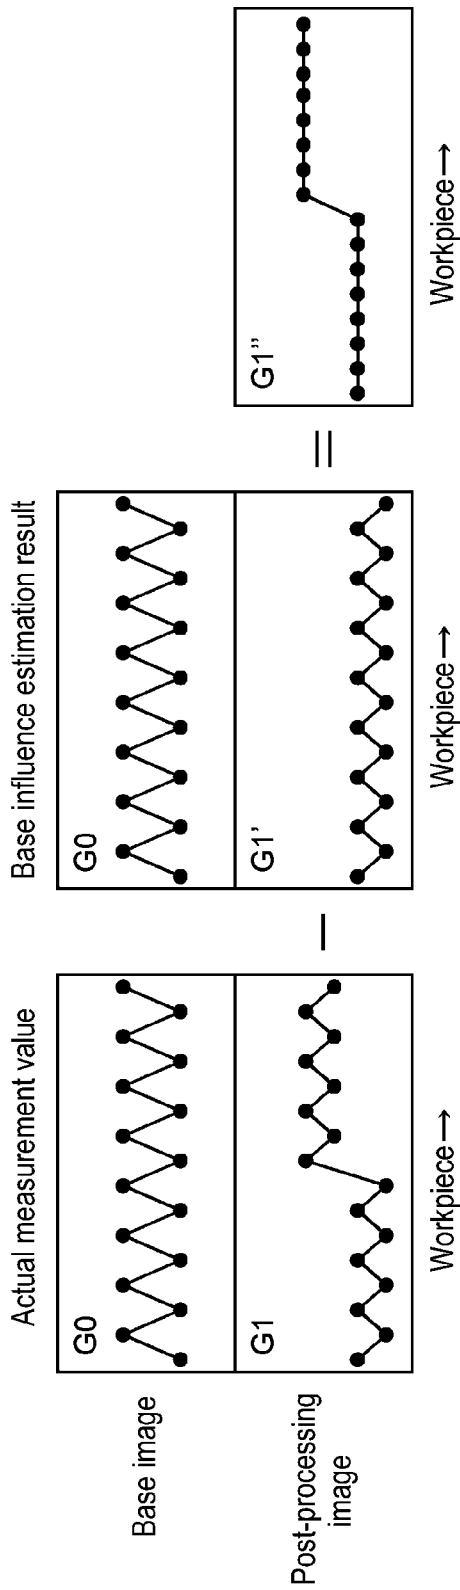 Actual measurement value
Base influence estimation result
Base image
G0
G0
Post-processing
image
G1
−
G1’
=
G1”
Workpiece→
Workpiece→
Workpiece→